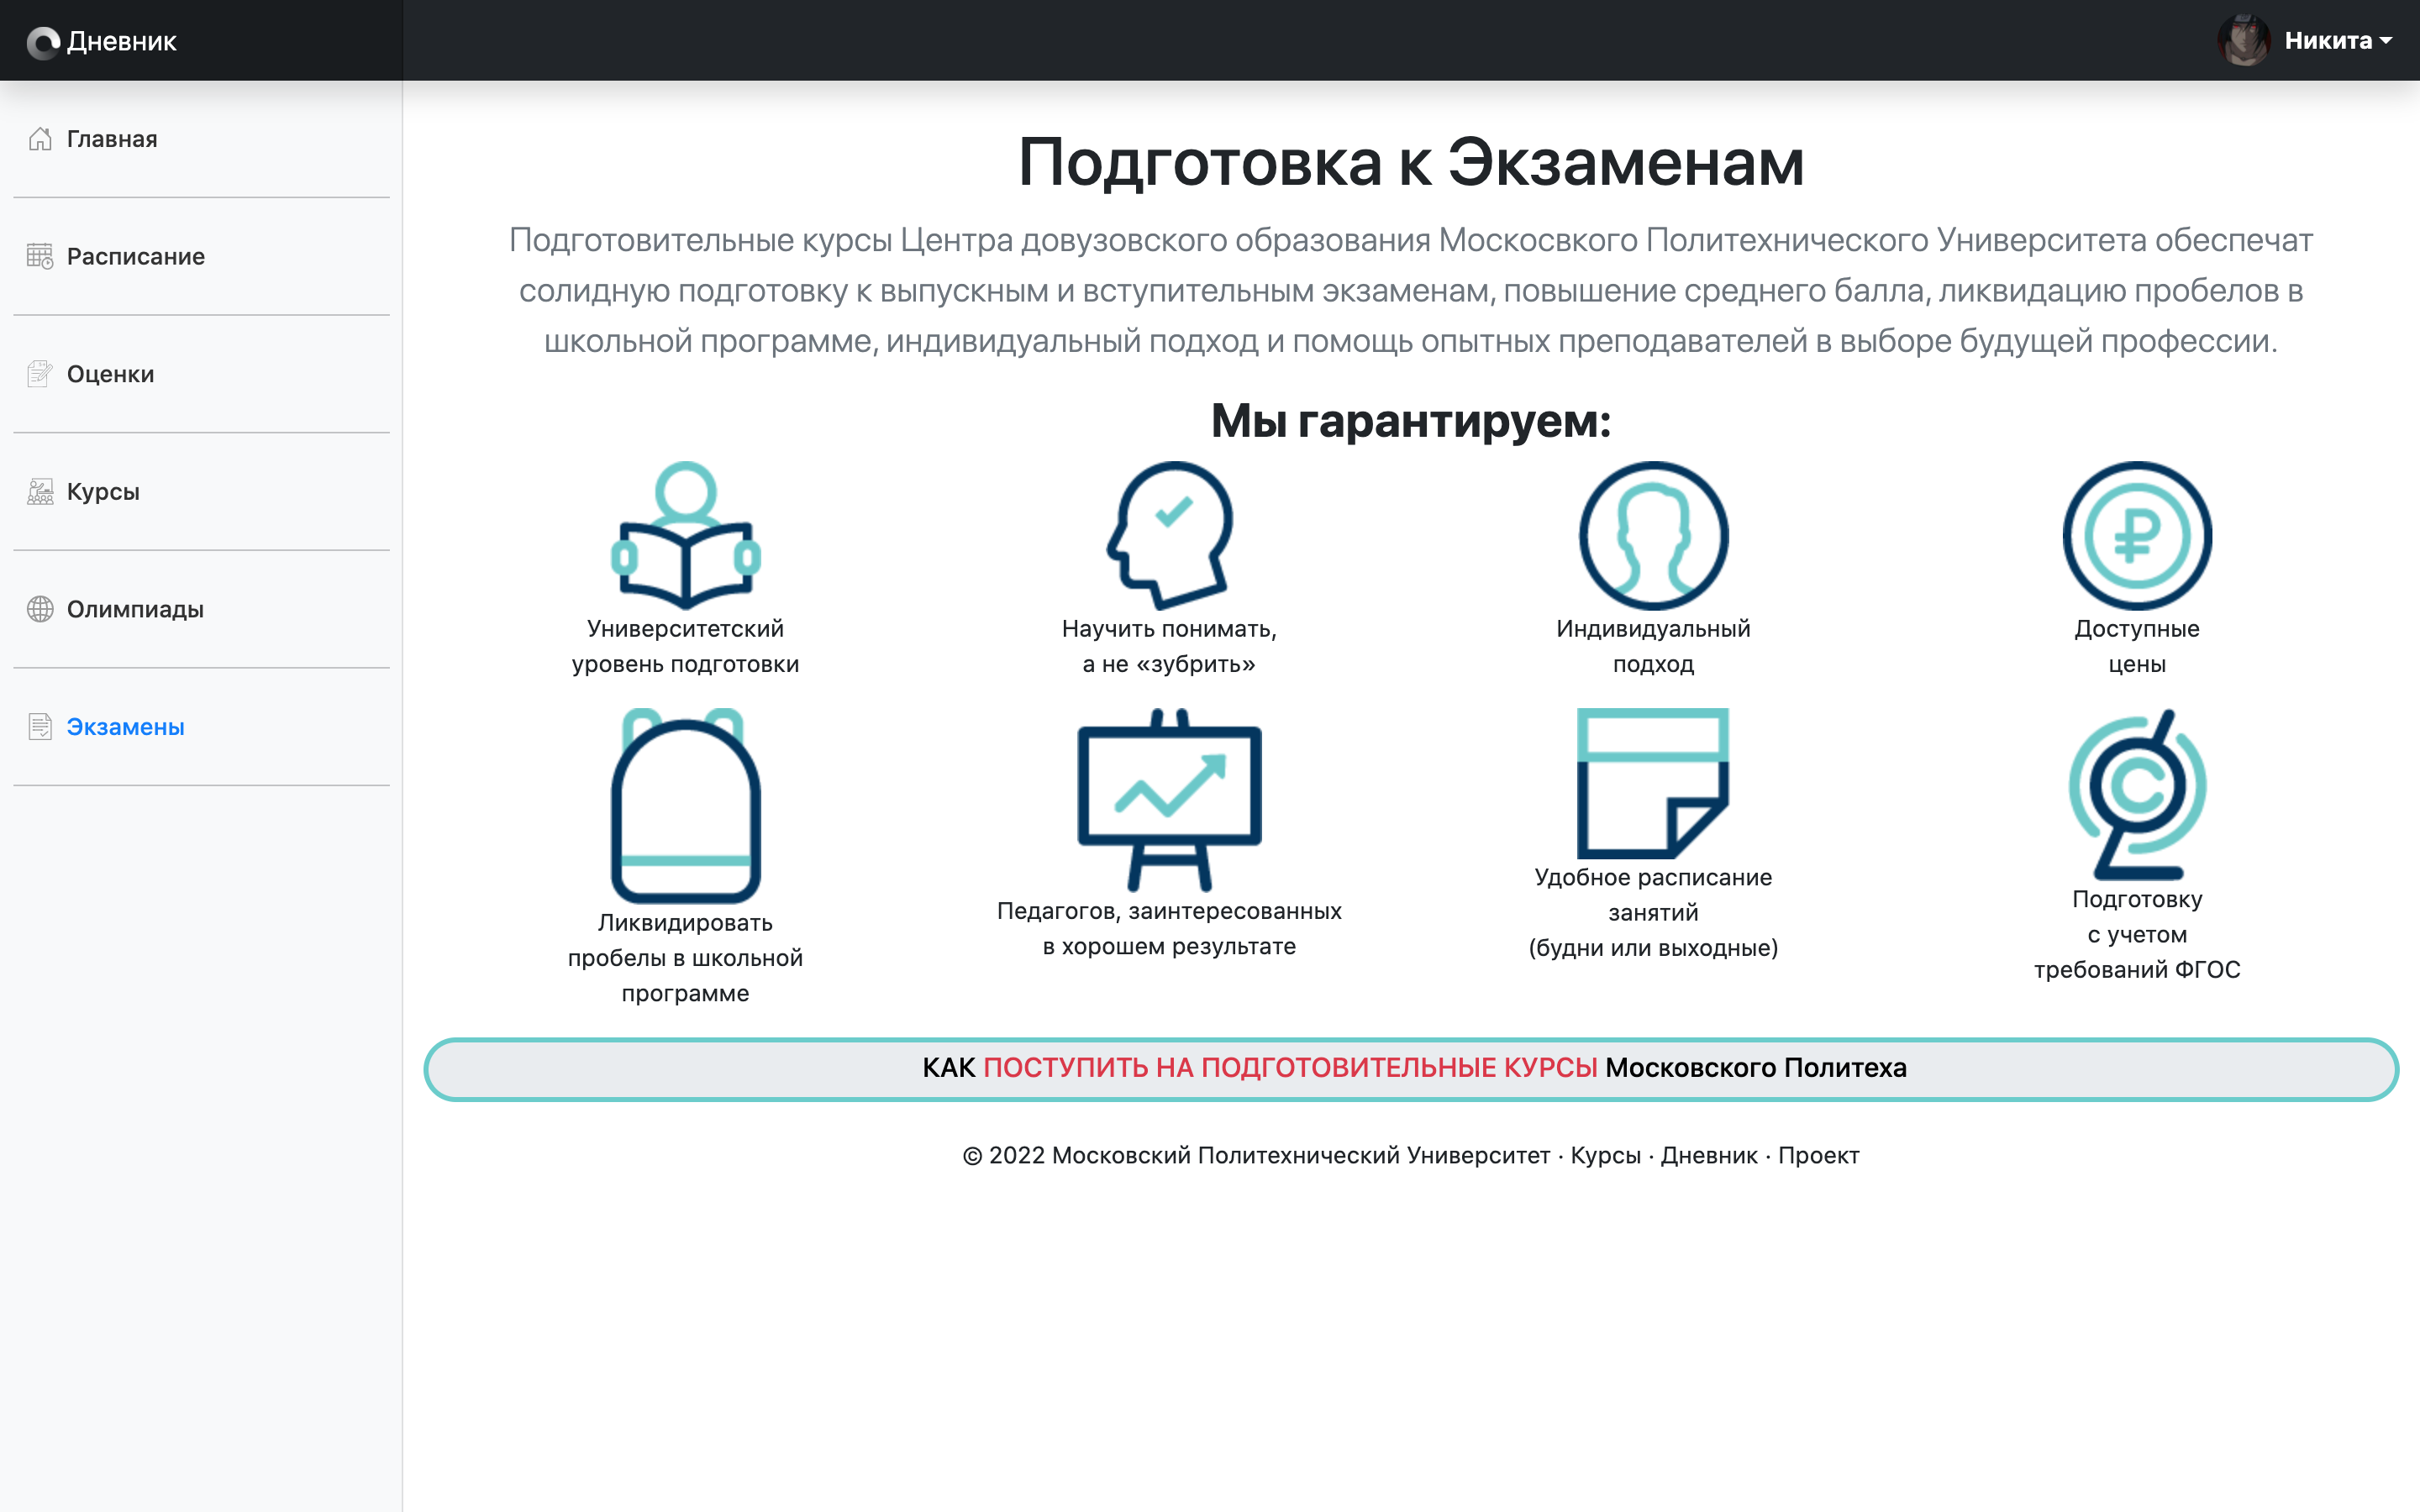 Дневник
Никита
Главная
Расписание
Оценки
Курсы
Олимпиады
Экзамены
Подготовка к Экзаменам
Подготовительные курсы Центра довузовского образования Москосвкого Политехнического Университета обеспечат
солидную подготовку к выпускным и вступительным экзаменам, повышение среднего балла, ликвидацию пробелов в
школьной программе, индивидуальный подход и помощь опытных преподавателей в выборе будущей профессии.
Мы гарантируем:
Университетский
уровень подготовки
Научить понимать,
а не «зубрить»
Индивидуальный
подход
Доступные
цены
Ликвидировать
пробелы в школьной
программе
Педагогов, заинтересованных
в хорошем результате
Удобное расписание
занятий
(будни или выходные)
Подготовку
с учетом
требований ФГОС
КАК ПОСТУПИТЬ НА ПОДГОТОВИТЕЛЬНЫЕ КУРСЫ Московского Политеха
© 2022 Московский Политехнический Университет · Курсы · Дневник · Проект